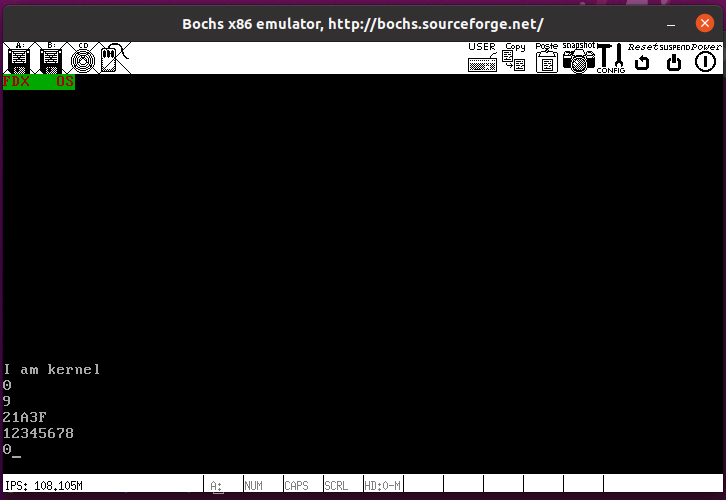 Bochs x86 emulator, http://bochs.sourceforge.net/
A: B: CD USER Copy Paste snapshot CONFIG Reset SUSPEND Power
FDX OS
I am kernel
0
9
21A3F
12345678
0_
IPS: 108.105M A: NUM CAPS SCRL HD:0-M